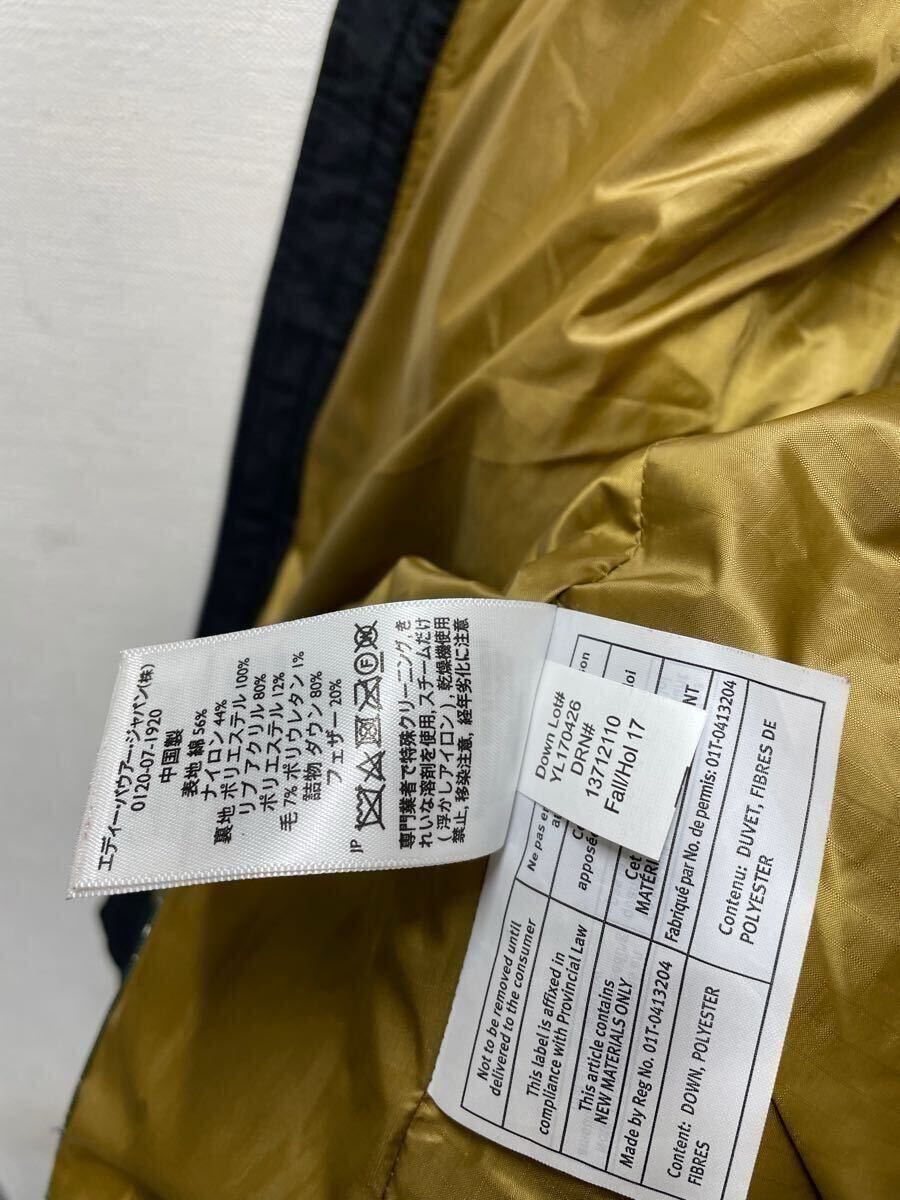 エディー・バウアー・ジャパン(株)
0120-07-1920
中国製
表地 綿 56%
ナイロン 44%
裏地 ポリエステル 100%
リブアクリル 80%
ポリエステル 12%
毛 7% ポリウレタン 1%
詰物 ダウン 80%
フェザー 20%
JP
専門業者で特殊クリーニング,き
れいな溶剤を使用,スチームだけ
(浮かしアイロン),乾燥機使用
禁止,移染注意,経年劣化に注意
Down Lot#
YL170426
DRN#
13712110
Fall/Hol 17
Not to be removed until
delivered to the consumer
This label is affixed in
compliance with Provincial Law
This article contains
NEW MATERIALS ONLY
Made by Reg No. 01T-0413204
Content: DOWN, POLYESTER
FIBRES
Ne pas
apposée
Cet
MATÉRI
Fabriqué par No. de permis: 01T-0413204
Contenu: DUVET, FIBRES DE
POLYESTER